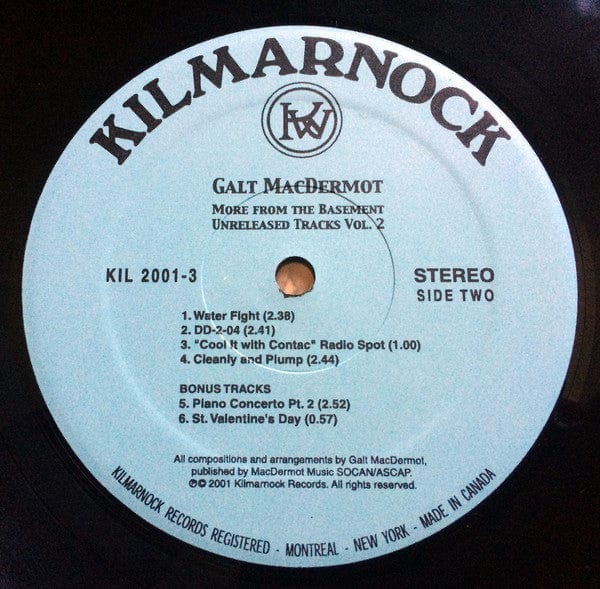 KILMARNOCK
KW
GALT MACDERMOT
MORE FROM THE BASEMENT
UNRELEASED TRACKS VOL. 2
KIL 2001-3
STEREO
SIDE TWO
1. Water Fight (2.38)
2. DD-2-04 (2.41)
3. "Cool It with Contac" Radio Spot (1.00)
4. Cleanly and Plump (2.44)
BONUS TRACKS
5. Piano Concerto Pt. 2 (2.52)
6. St. Valentine's Day (0.57)
All compositions and arrangements by Galt MacDermot,
published by MacDermot Music SOCAN/ASCAP.
℗© 2001 Kilmarnock Records. All rights reserved.
KILMARNOCK RECORDS REGISTERED - MONTREAL - NEW YORK - MADE IN CANADA